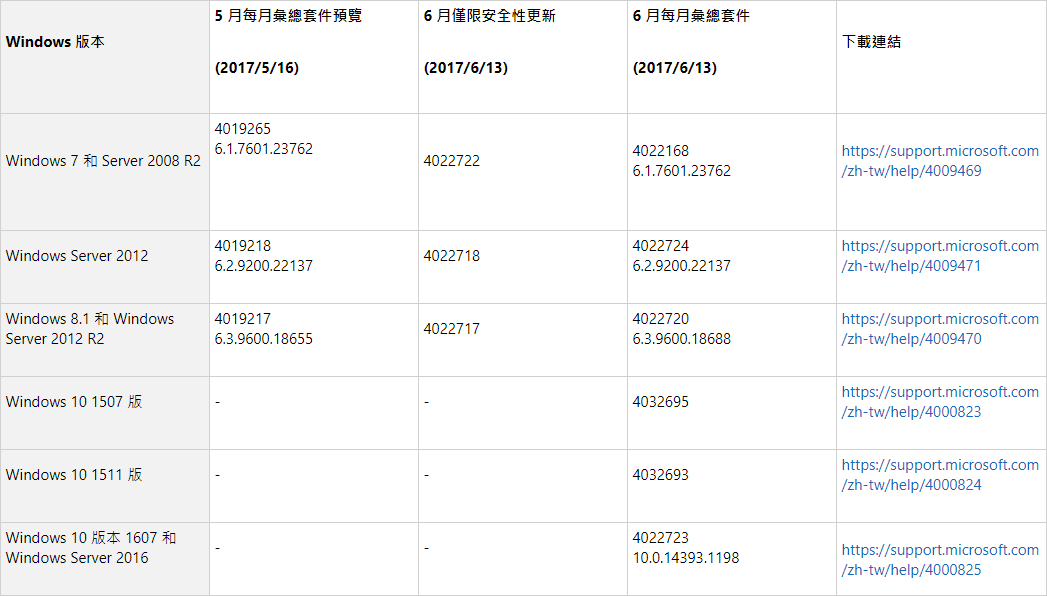 Windows 版本
5 月每月彙總套件預覽
(2017/5/16)
6 月僅限安全性更新
(2017/6/13)
6 月每月彙總套件
(2017/6/13)
下載連結
Windows 7 和 Server 2008 R2
4019265
6.1.7601.23762
4022722
4022168
6.1.7601.23762
https://support.microsoft.com
/zh-tw/help/4009469
Windows Server 2012
4019218
6.2.9200.22137
4022718
4022724
6.2.9200.22137
https://support.microsoft.com
/zh-tw/help/4009471
Windows 8.1 和 Windows
Server 2012 R2
4019217
6.3.9600.18655
4022717
4022720
6.3.9600.18688
https://support.microsoft.com
/zh-tw/help/4009470
Windows 10 1507 版
-
-
4032695
https://support.microsoft.com
/zh-tw/help/4000823
Windows 10 1511 版
-
-
4032693
https://support.microsoft.com
/zh-tw/help/4000824
Windows 10 版本 1607 和
Windows Server 2016
-
-
4022723
10.0.14393.1198
https://support.microsoft.com
/zh-tw/help/4000825